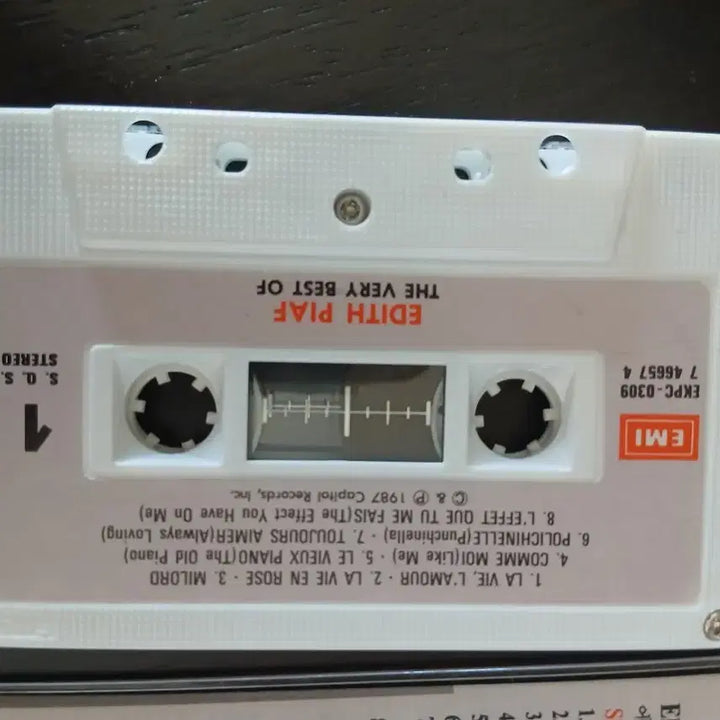 1. LA VIE, L'AMOUR · 2. LA VIE EN ROSE · 3. MILORD
4. COMME MOI(Like Me) · 5. LE VIEUX PIANO(The Old Piano)
6. POLICHINELLE(Punchinella) · 7. TOUJOURS AIMER(Always Loving)
8. L'EFFET QUE TU ME FAIS(The Effect You Have On Me)
© & ℗ 1987 Capitol Records, Inc.
EMI
EKPC-0309
7 46657 4
1
STEREO
S. Q. S.
EDITH PIAF
THE VERY BEST OF